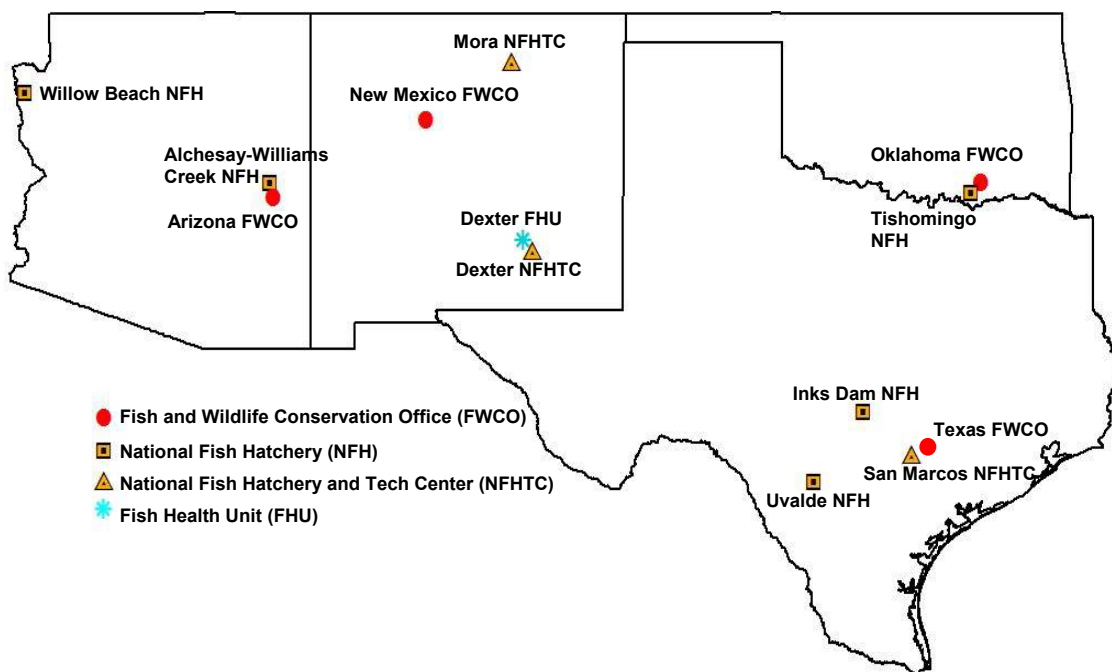 Mora NFHTC
Willow Beach NFH
New Mexico FWCO
Alchesay-Williams
Creek NFH
Arizona FWCO
Oklahoma FWCO
Tishomingo
NFH
Dexter FHU
Dexter NFHTC
Inks Dam NFH
Texas FWCO
San Marcos NFHTC
Uvalde NFH
Fish and Wildlife Conservation Office (FWCO)
National Fish Hatchery (NFH)
National Fish Hatchery and Tech Center (NFHTC)
Fish Health Unit (FHU)